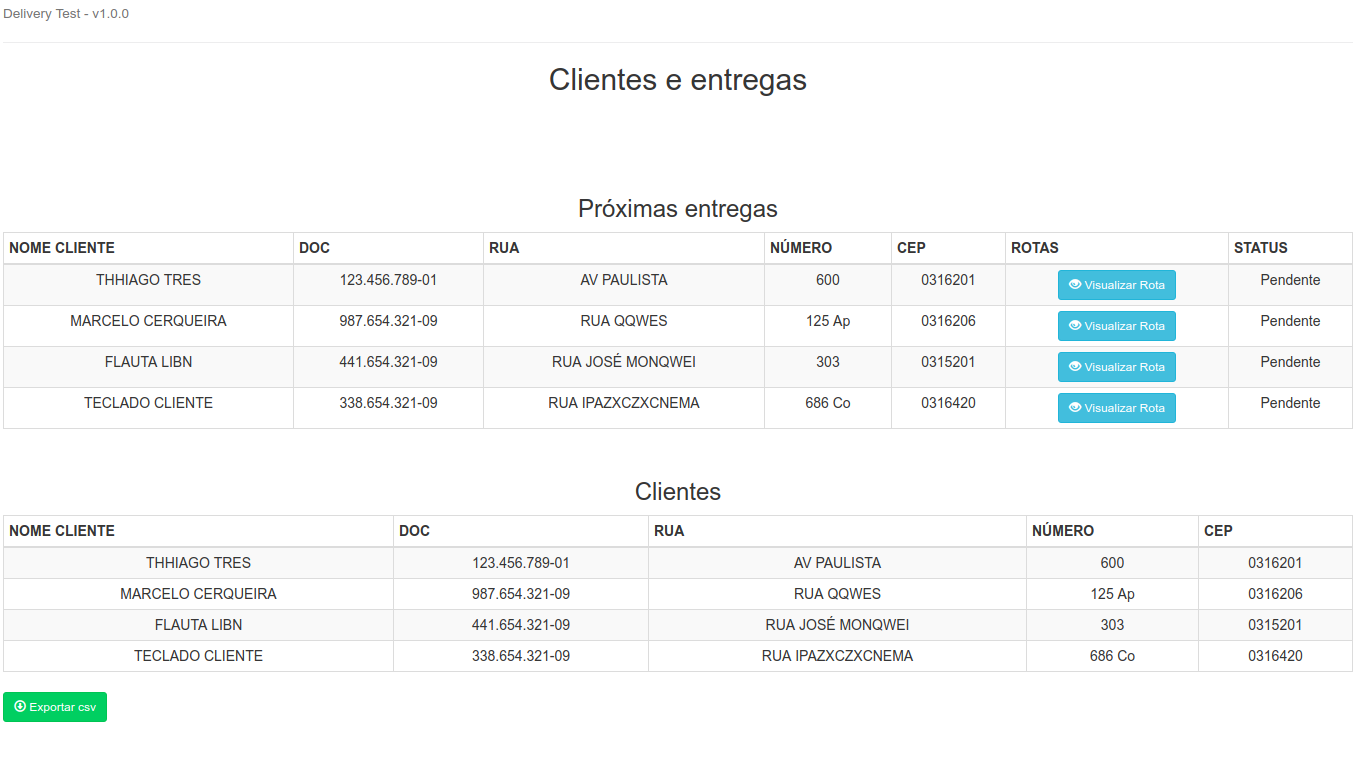 Delivery Test - v1.0.0
Clientes e entregas
Próximas entregas
NOME CLIENTE DOC RUA NÚMERO CEP ROTAS STATUS
THHIAGO TRES 123.456.789-01 AV PAULISTA 600 0316201 Visualizar Rota Pendente
MARCELO CERQUEIRA 987.654.321-09 RUA QQWES 125 Ap 0316206 Visualizar Rota Pendente
FLAUTA LIBN 441.654.321-09 RUA JOSÉ MONQWEI 303 0315201 Visualizar Rota Pendente
TECLADO CLIENTE 338.654.321-09 RUA IPAZXCZXCNEMA 686 Co 0316420 Visualizar Rota Pendente
Clientes
NOME CLIENTE DOC RUA NÚMERO CEP
THHIAGO TRES 123.456.789-01 AV PAULISTA 600 0316201
MARCELO CERQUEIRA 987.654.321-09 RUA QQWES 125 Ap 0316206
FLAUTA LIBN 441.654.321-09 RUA JOSÉ MONQWEI 303 0315201
TECLADO CLIENTE 338.654.321-09 RUA IPAZXCZXCNEMA 686 Co 0316420
Exportar csv